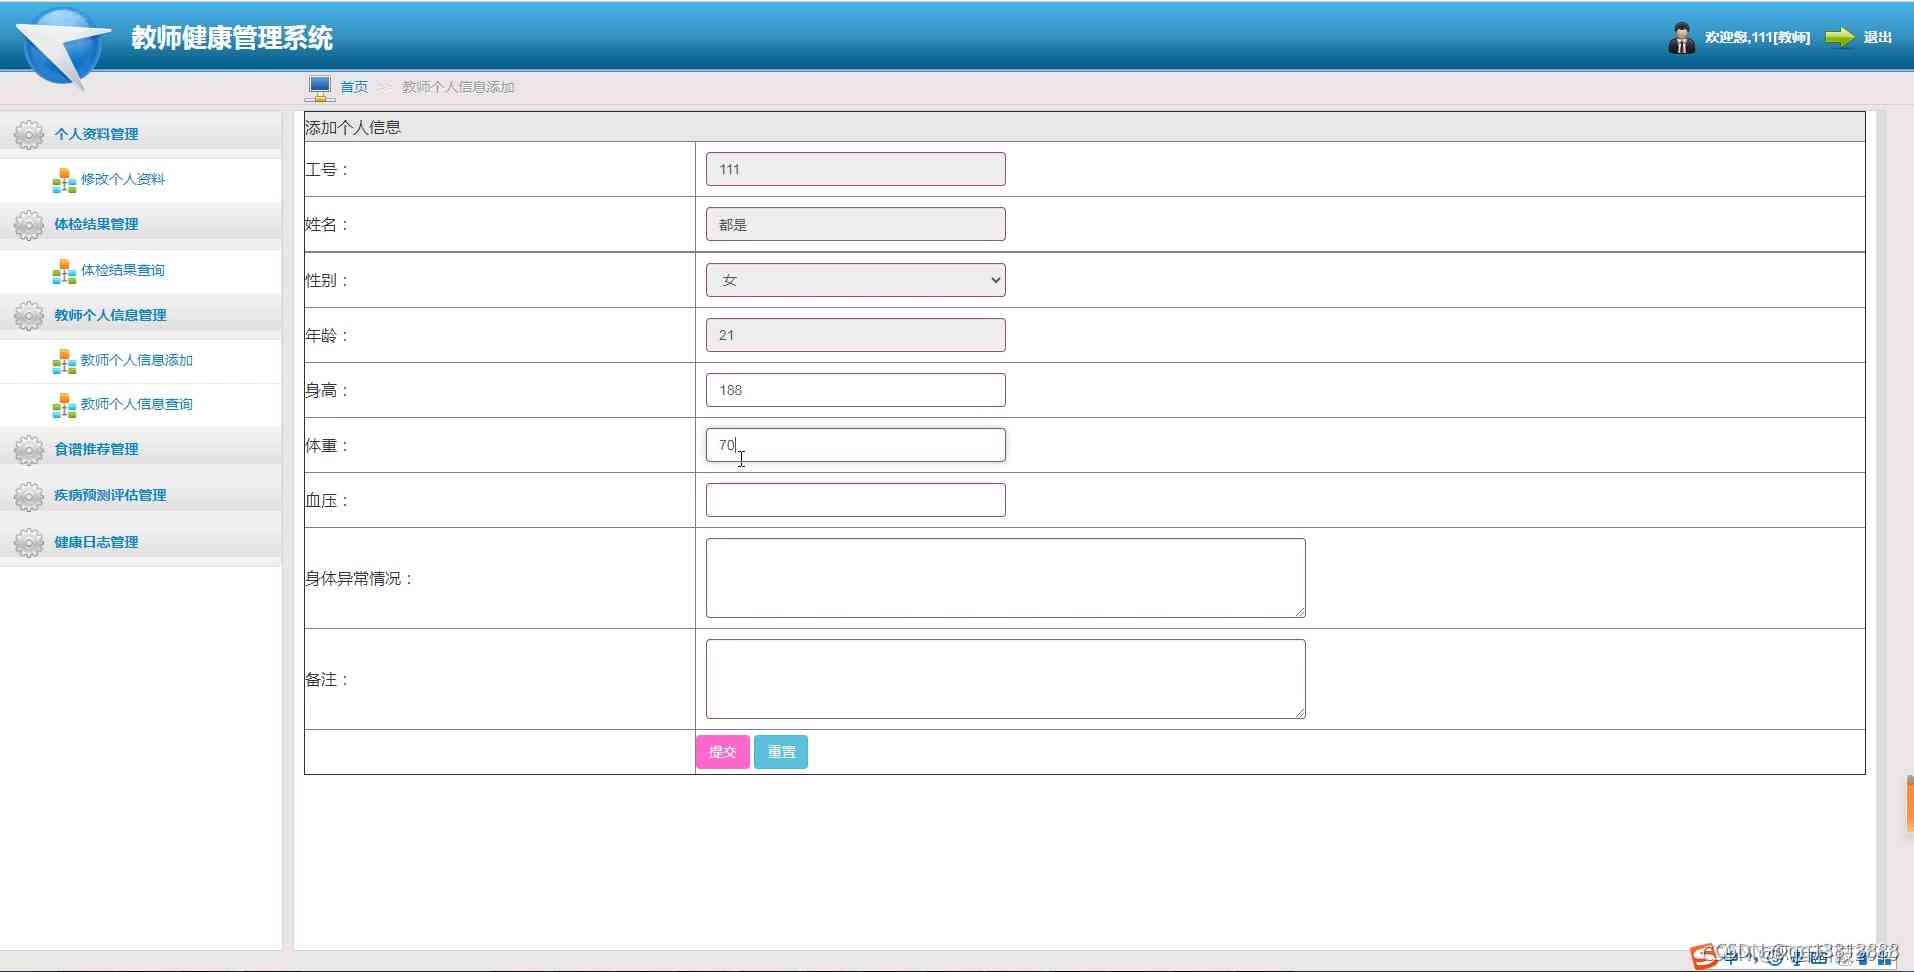 教师健康管理系统
欢迎您,111[教师]
退出
首页 >> 教师个人信息添加
个人资料管理
修改个人资料
体检结果管理
体检结果查询
教师个人信息管理
教师个人信息添加
教师个人信息查询
食谱推荐管理
疾病预测评估管理
健康日志管理
添加个人信息
工号： 111
姓名： 都是
性别： 女
年龄： 21
身高： 188
体重： 70
血压：
身体异常情况：
备注：
提交 重置